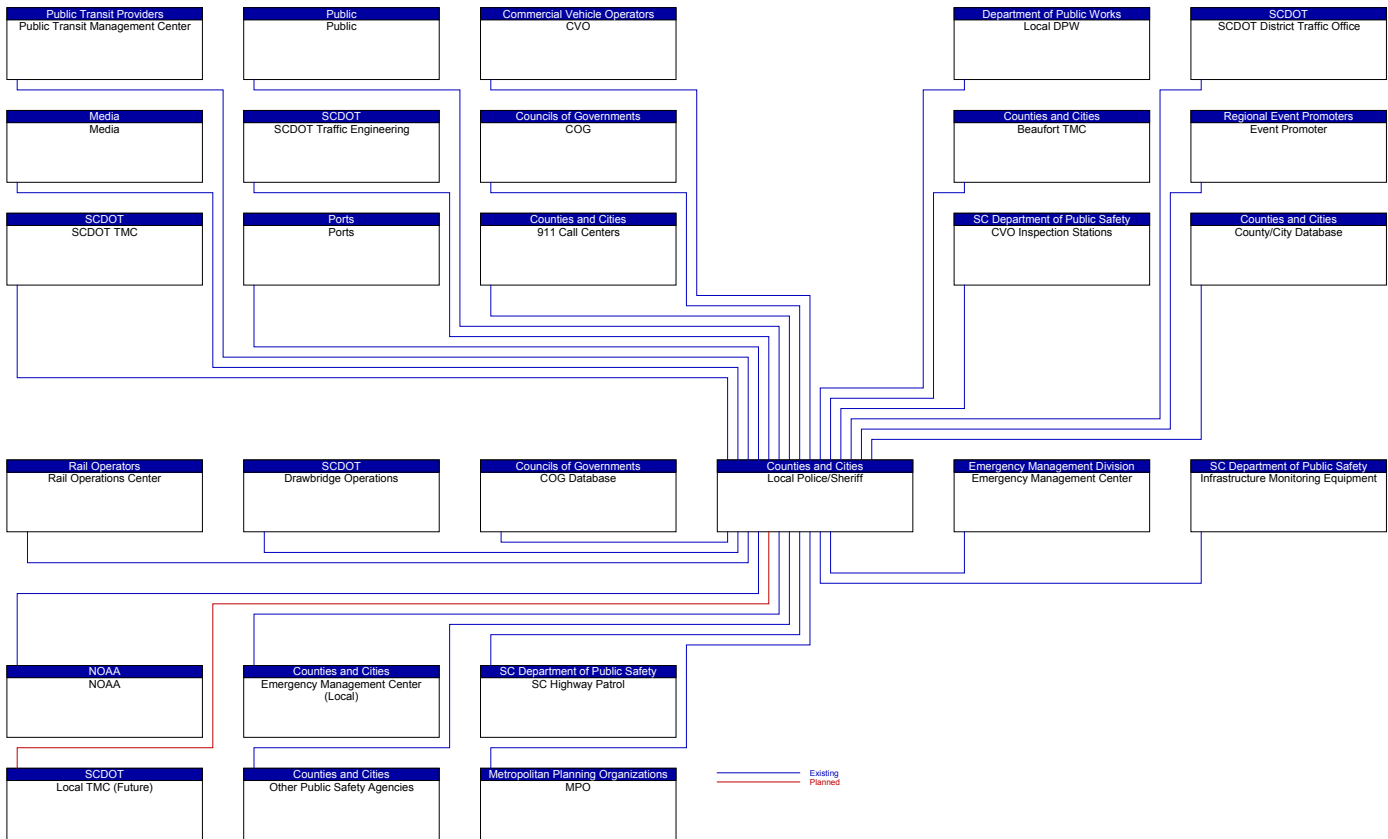 Public Transit Providers
Public Transit Management Center
Public
Public
Commercial Vehicle Operators
CVO
Department of Public Works
Local DPW
SCDOT
SCDOT District Traffic Office
Media
Media
SCDOT
SCDOT Traffic Engineering
Councils of Governments
COG
Counties and Cities
Beaufort TMC
Regional Event Promoters
Event Promoter
SCDOT
SCDOT TMC
Ports
Ports
Counties and Cities
911 Call Centers
SC Department of Public Safety
CVO Inspection Stations
Counties and Cities
County/City Database
Rail Operators
Rail Operations Center
SCDOT
Drawbridge Operations
Councils of Governments
COG Database
Counties and Cities
Local Police/Sheriff
Emergency Management Division
Emergency Management Center
SC Department of Public Safety
Infrastructure Monitoring Equipment
NOAA
NOAA
Counties and Cities
Emergency Management Center
(Local)
SC Department of Public Safety
SC Highway Patrol
SCDOT
Local TMC (Future)
Counties and Cities
Other Public Safety Agencies
Metropolitan Planning Organizations
MPO
Existing
Planned